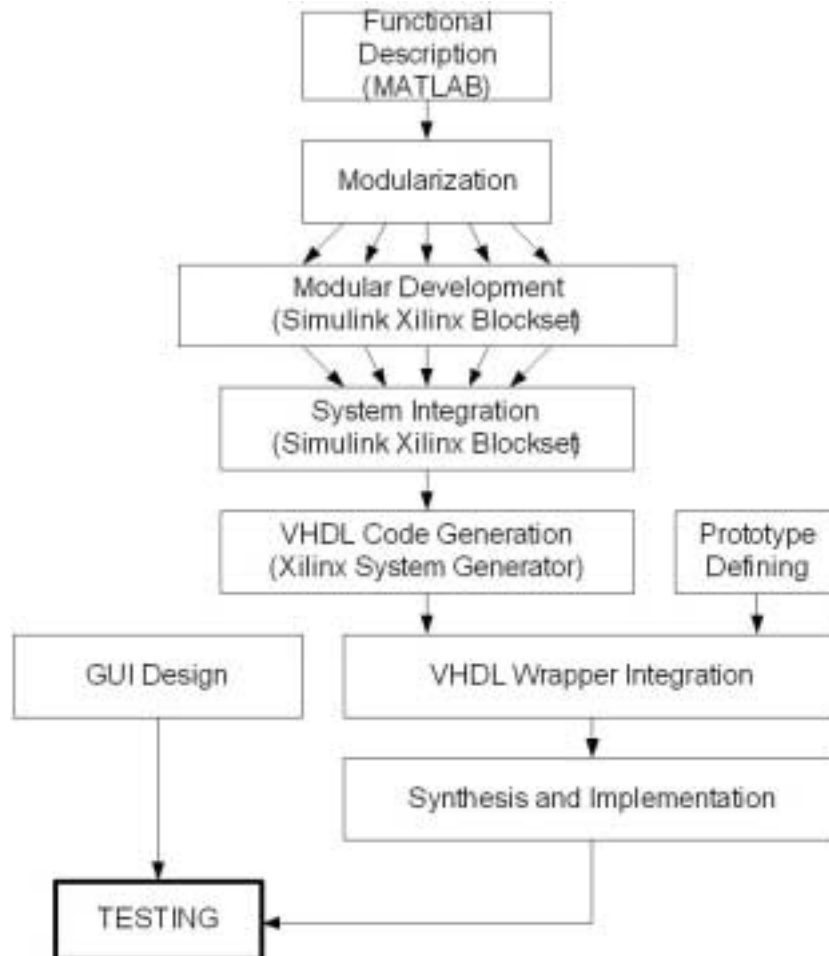 Functional
Description
(MATLAB)
Modularization
Modular Development
(Simulink Xilinx Blockset)
System Integration
(Simulink Xilinx Blockset)
VHDL Code Generation
(Xilinx System Generator)
Prototype
Defining
GUI Design
VHDL Wrapper Integration
Synthesis and Implementation
TESTING